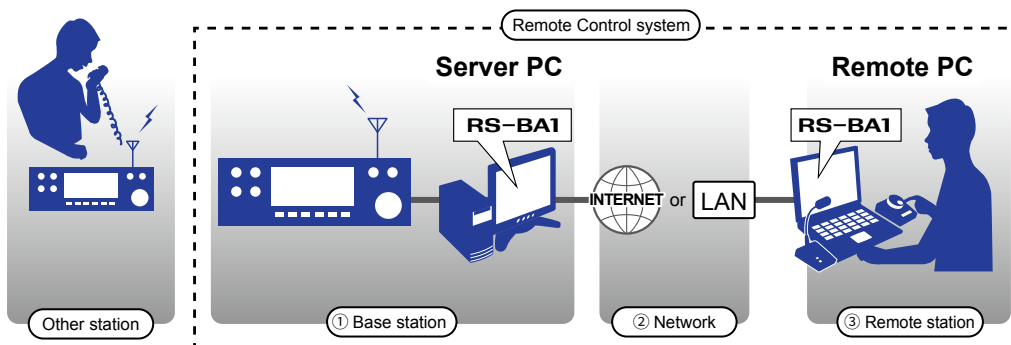 Remote Control system
Server PC
Remote PC
RS-BA1
RS-BA1
INTERNET or LAN
Other station
① Base station
② Network
③ Remote station